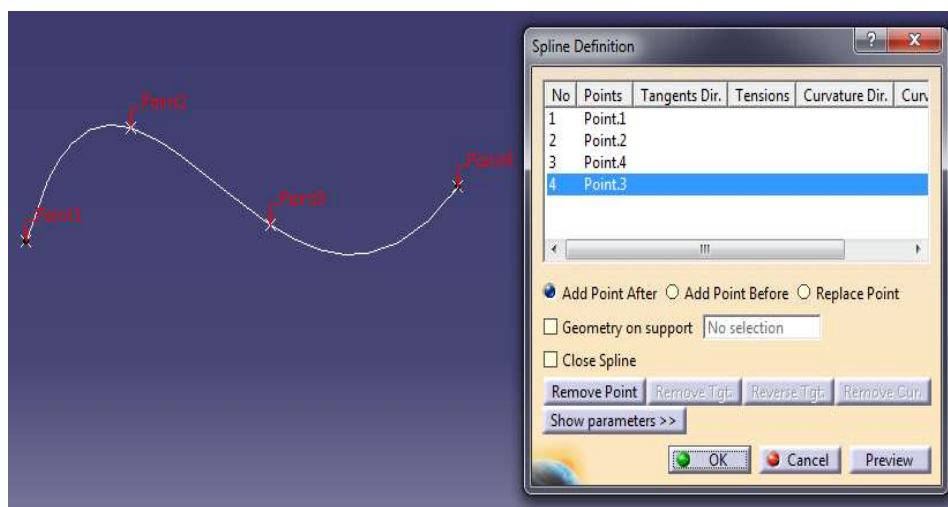 Spline Definition
?
X
No Points Tangents Dir. Tensions Curvature Dir. Curv
1 Point.1
2 Point.2
3 Point.4
4 Point.3
Add Point After Add Point Before Replace Point
Geometry on support No selection
Close Spline
Remove Point Remove Tgt. Reverse Tgt. Remove Cur.
Show parameters >>
OK Cancel Preview
Point2
Point4
Point3
Point1